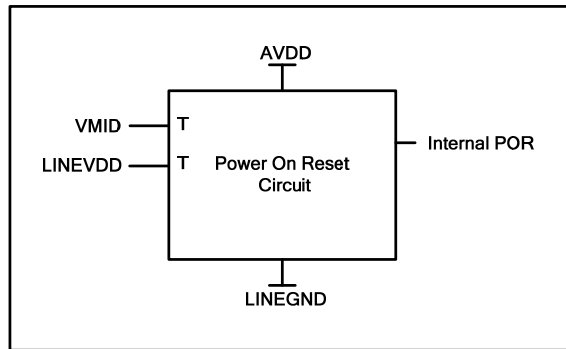 AVDD
VMID T
LINEVDD T
Power On Reset
Circuit
Internal POR
LINEGND